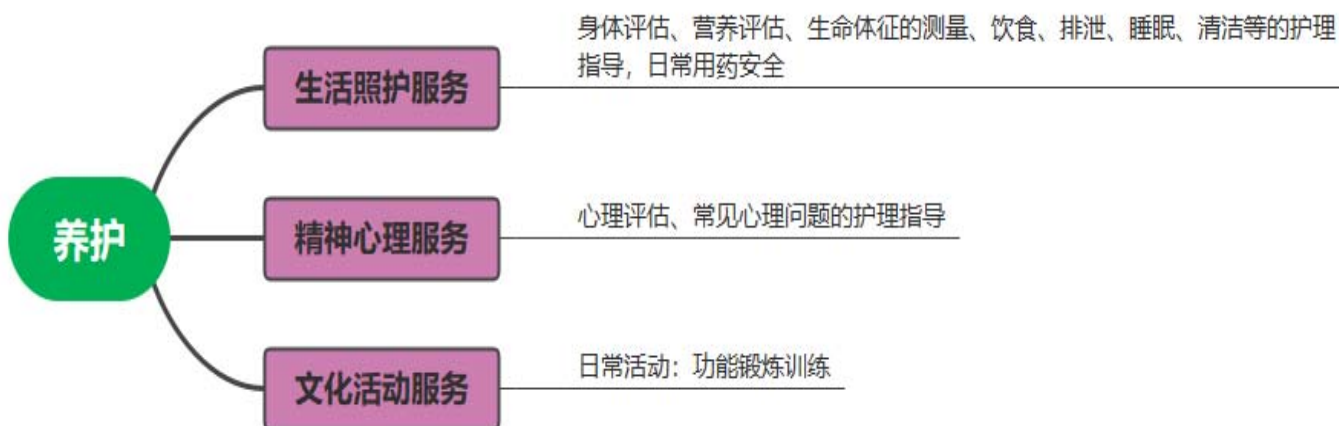 身体评估、营养评估、生命体征的测量、饮食、排泄、睡眠、清洁等的护理
指导，日常用药安全
生活照护服务
养护
精神心理服务
心理评估、常见心理问题的护理指导
文化活动服务
日常活动：功能锻炼训练